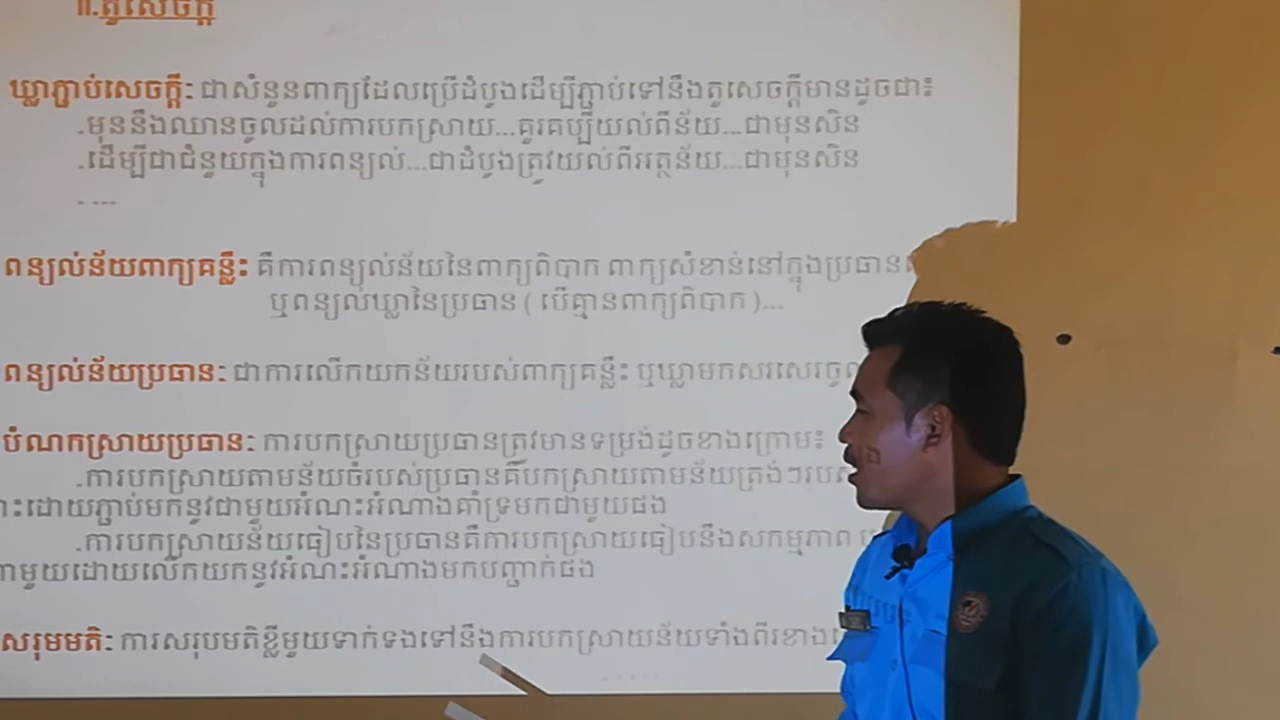 II.តួសេចក្តី
ឃ្លាភ្ជាប់សេចក្តី: ជាសំនួនពាក្យដែលប្រើដំបូងដើម្បីភ្ជាប់ទៅនឹងតួសេចក្តីមានដូចជា៖
.មុននឹងឈានចូលដល់ការបកស្រាយ...គួរគប្បីយល់ពីន័យ...ជាមុនសិន
.ដើម្បីជាជំនួយក្នុងការពន្យល់...ជាដំបូងត្រូវយល់ពីអត្ថន័យ...ជាមុនសិន
. ...
ពន្យល់ន័យពាក្យគន្លឹះ គឺការពន្យល់ន័យនៃពាក្យពិបាក ពាក្យសំខាន់នៅក្នុងប្រធាន
ឬពន្យល់ឃ្លានៃប្រធាន ( បើគ្មានពាក្យពិបាក )...
ពន្យល់ន័យប្រធាន: ជាការលើកយកន័យរបស់ពាក្យគន្លឹះ ឬឃ្លាមកសរសេរចូល
បំណកស្រាយប្រធាន: ការបកស្រាយប្រធានត្រូវមានទម្រង់ដូចខាងក្រោម៖
.ការបកស្រាយតាមន័យចំរបស់ប្រធានគឺបកស្រាយតាមន័យត្រង់ៗរបស់
ដោយភ្ជាប់មកនូវជាមួយអំណះអំណាងគាំទ្រមកជាមួយផង
.ការបកស្រាយន័យធៀបនៃប្រធានគឺការបកស្រាយធៀបនឹងសកម្មភាព
ជាមួយដោយលើកយកនូវអំណះអំណាងមកបញ្ជាក់ផង
សរុមមតិ: ការសរុបមតិខ្លីមួយទាក់ទងទៅនឹងការបកស្រាយន័យទាំងពីរខាង